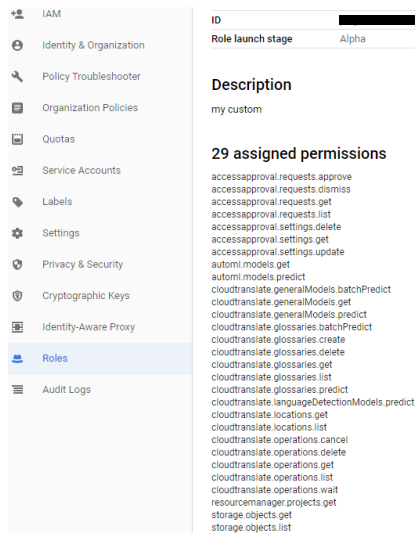 IAM
Identity & Organization
Policy Troubleshooter
Organization Policies
Quotas
Service Accounts
Labels
Settings
Privacy & Security
Cryptographic Keys
Identity-Aware Proxy
Roles
Audit Logs
ID
Role launch stage Alpha
Description
my custom
29 assigned permissions
accessapproval.requests.approve
accessapproval.requests.dismiss
accessapproval.requests.get
accessapproval.requests.list
accessapproval.settings.delete
accessapproval.settings.get
accessapproval.settings.update
automl.models.get
automl.models.predict
cloudtranslate.generalModels.batchPredict
cloudtranslate.generalModels.get
cloudtranslate.generalModels.predict
cloudtranslate.glossaries.batchPredict
cloudtranslate.glossaries.create
cloudtranslate.glossaries.delete
cloudtranslate.glossaries.get
cloudtranslate.glossaries.list
cloudtranslate.glossaries.predict
cloudtranslate.languageDetectionModels.predict
cloudtranslate.locations.get
cloudtranslate.locations.list
cloudtranslate.operations.cancel
cloudtranslate.operations.delete
cloudtranslate.operations.get
cloudtranslate.operations.list
cloudtranslate.operations.wait
resourcemanager.projects.get
storage.objects.get
storage.objects.list